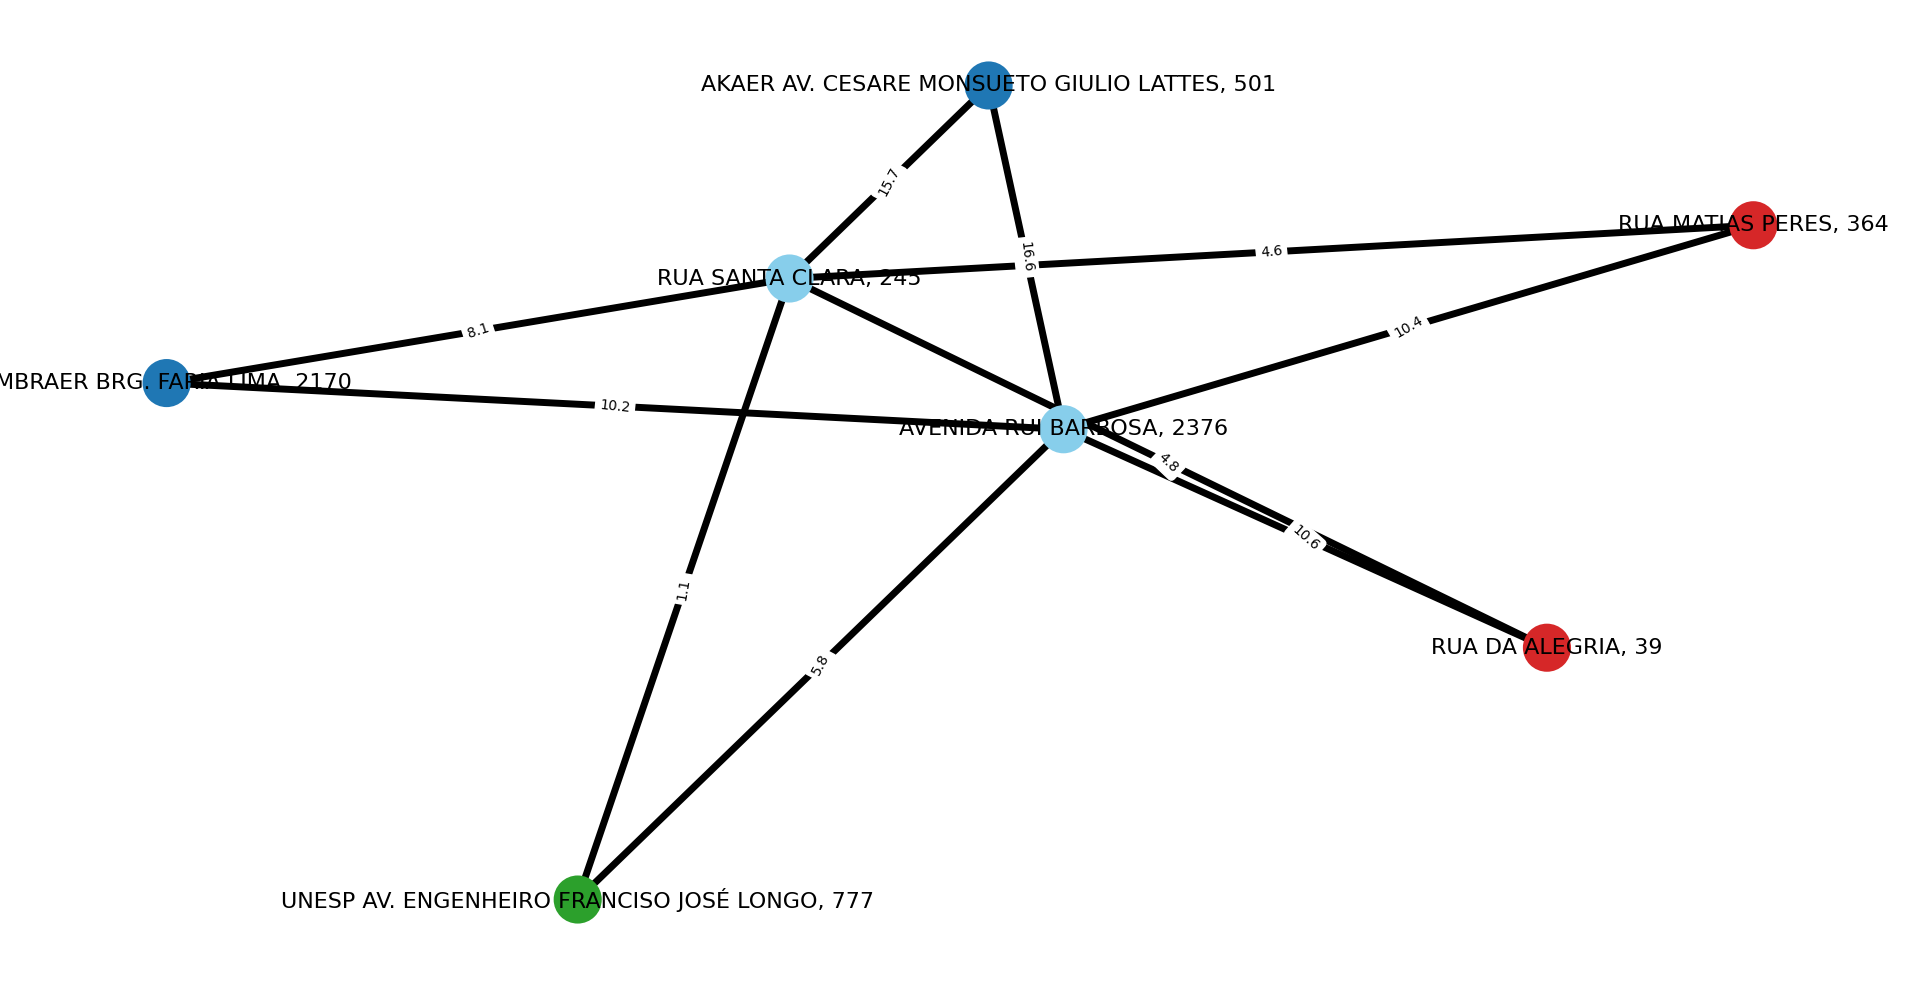 AKAER AV. CESARE MONSUETO GIULIO LATTES, 501
15.7
RUA MATIAS PERES, 364
16.6
4.6
RUA SANTA CLARA, 245
8.1
10.4
MBRAER BRG. FARIA LIMA, 2170
10.2
AVENIDA RUI BARBOSA, 2376
4.8
10.6
1.1
RUA DA ALEGRIA, 39
5.8
UNESP AV. ENGENHEIRO FRANCISO JOSÉ LONGO, 777